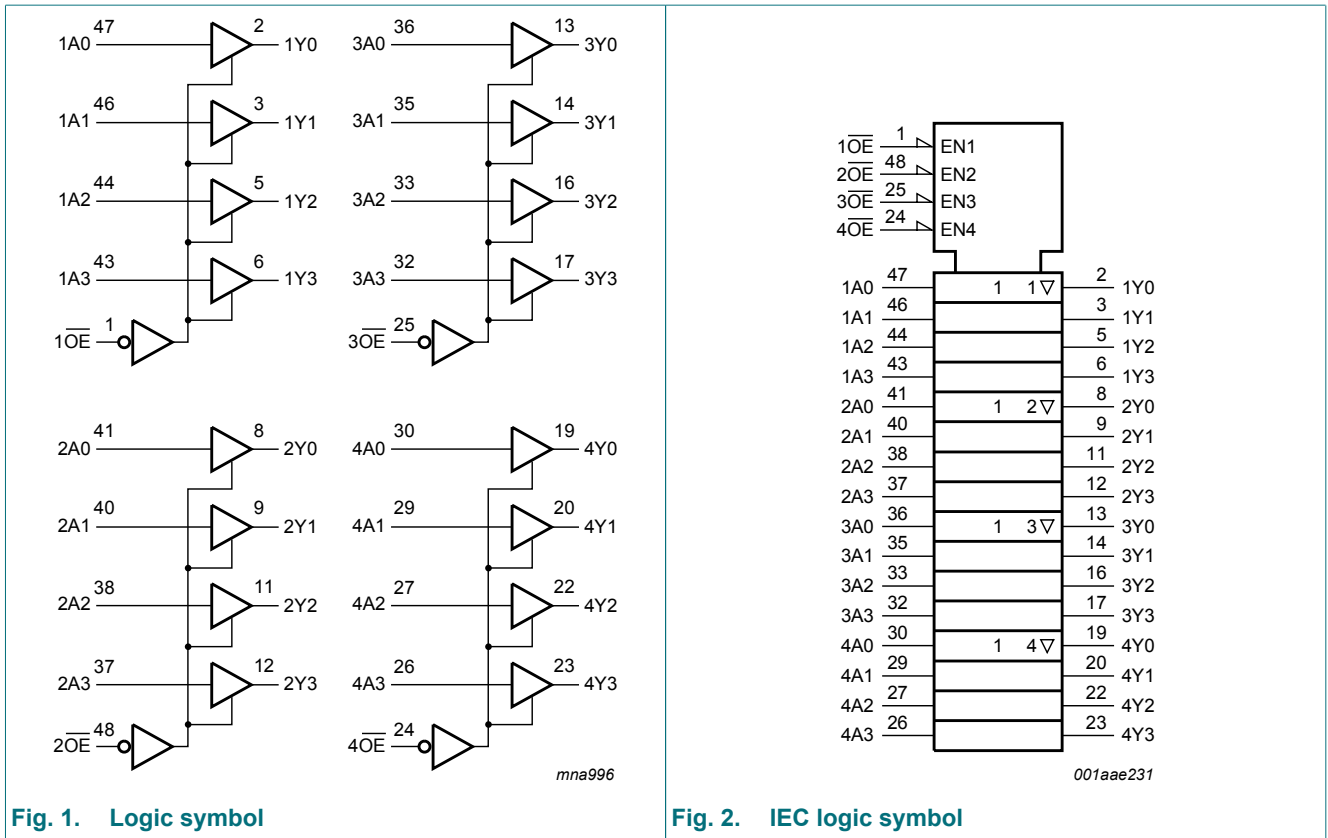 47 2 36 13
1A0 1Y0 3A0 3Y0
46 3 35 14
1A1 1Y1 3A1 3Y1
44 5 33 16
1A2 1Y2 3A2 3Y2
43 6 32 17
1A3 1Y3 3A3 3Y3
1 25
1O̅E̅ 3O̅E̅
41 8 30 19
2A0 2Y0 4A0 4Y0
40 9 29 20
2A1 2Y1 4A1 4Y1
38 11 27 22
2A2 2Y2 4A2 4Y2
37 12 26 23
2A3 2Y3 4A3 4Y3
48 24
2O̅E̅ 4O̅E̅
mna996
Fig. 1. Logic symbol
1O̅E̅ 1 EN1
2O̅E̅ 48 EN2
3O̅E̅ 25 EN3
4O̅E̅ 24 EN4
1A0 47 1 1▽ 2 1Y0
1A1 46 3 1Y1
1A2 44 5 1Y2
1A3 43 6 1Y3
2A0 41 1 2▽ 8 2Y0
2A1 40 9 2Y1
2A2 38 11 2Y2
2A3 37 12 2Y3
3A0 36 1 3▽ 13 3Y0
3A1 35 14 3Y1
3A2 33 16 3Y2
3A3 32 17 3Y3
4A0 30 1 4▽ 19 4Y0
4A1 29 20 4Y1
4A2 27 22 4Y2
4A3 26 23 4Y3
001aae231
Fig. 2. IEC logic symbol